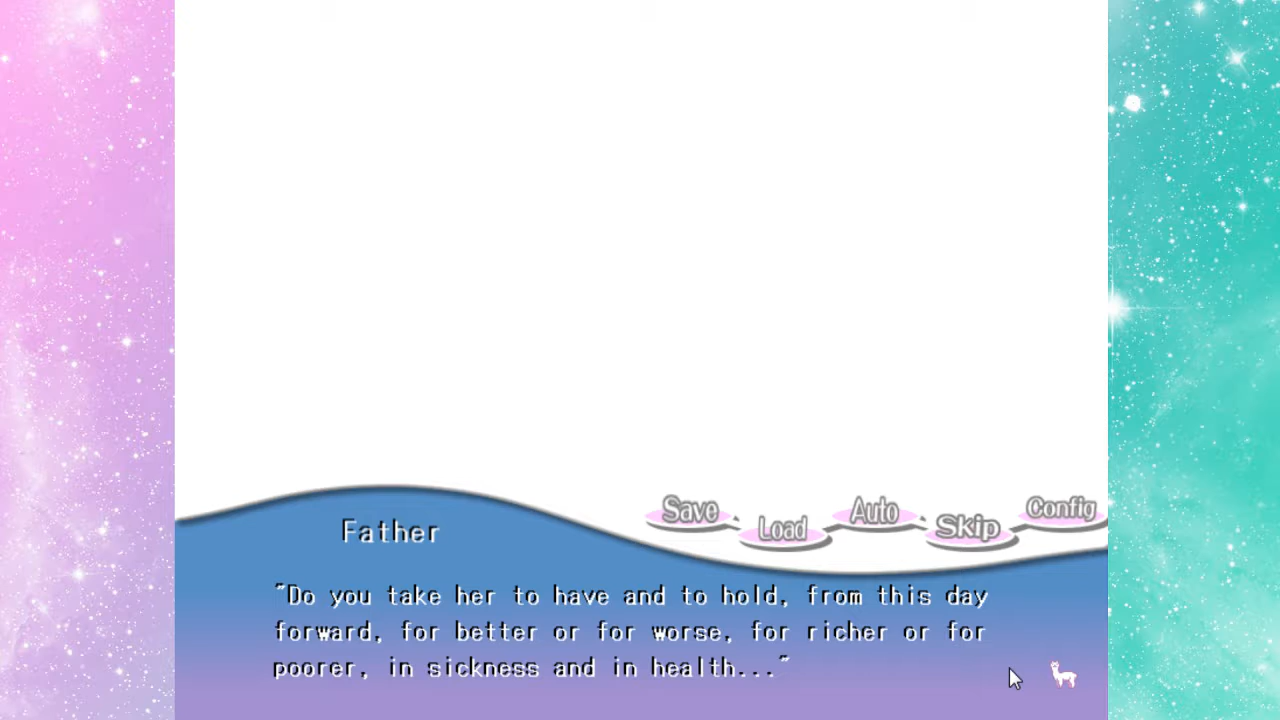 Save
Load
Auto
Skip
Config
Father
"Do you take her to have and to hold, from this day
forward, for better or for worse, for richer or for
poorer, in sickness and in health..."